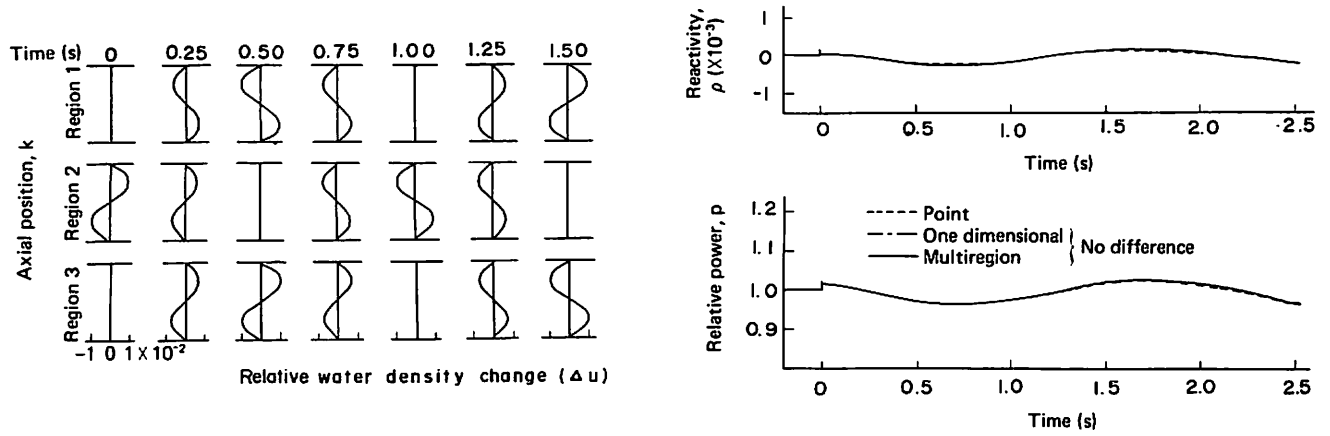 Time (s) 0 0.25 0.50 0.75 1.00 1.25 1.50
Axial position, k
Region 1
Region 2
Region 3
-1 0 1 X 10-2
Relative water density change (Δu)
Reactivity,
ρ (X10-3)
1
0
-1
0 0.5 1.0 1.5 2.0 2.5
Time (s)
Relative power, p
1.2
1.1
1.0
0.9
Point
One dimensional
Multiregion
No difference
0 0.5 1.0 1.5 2.0 2.5
Time (s)